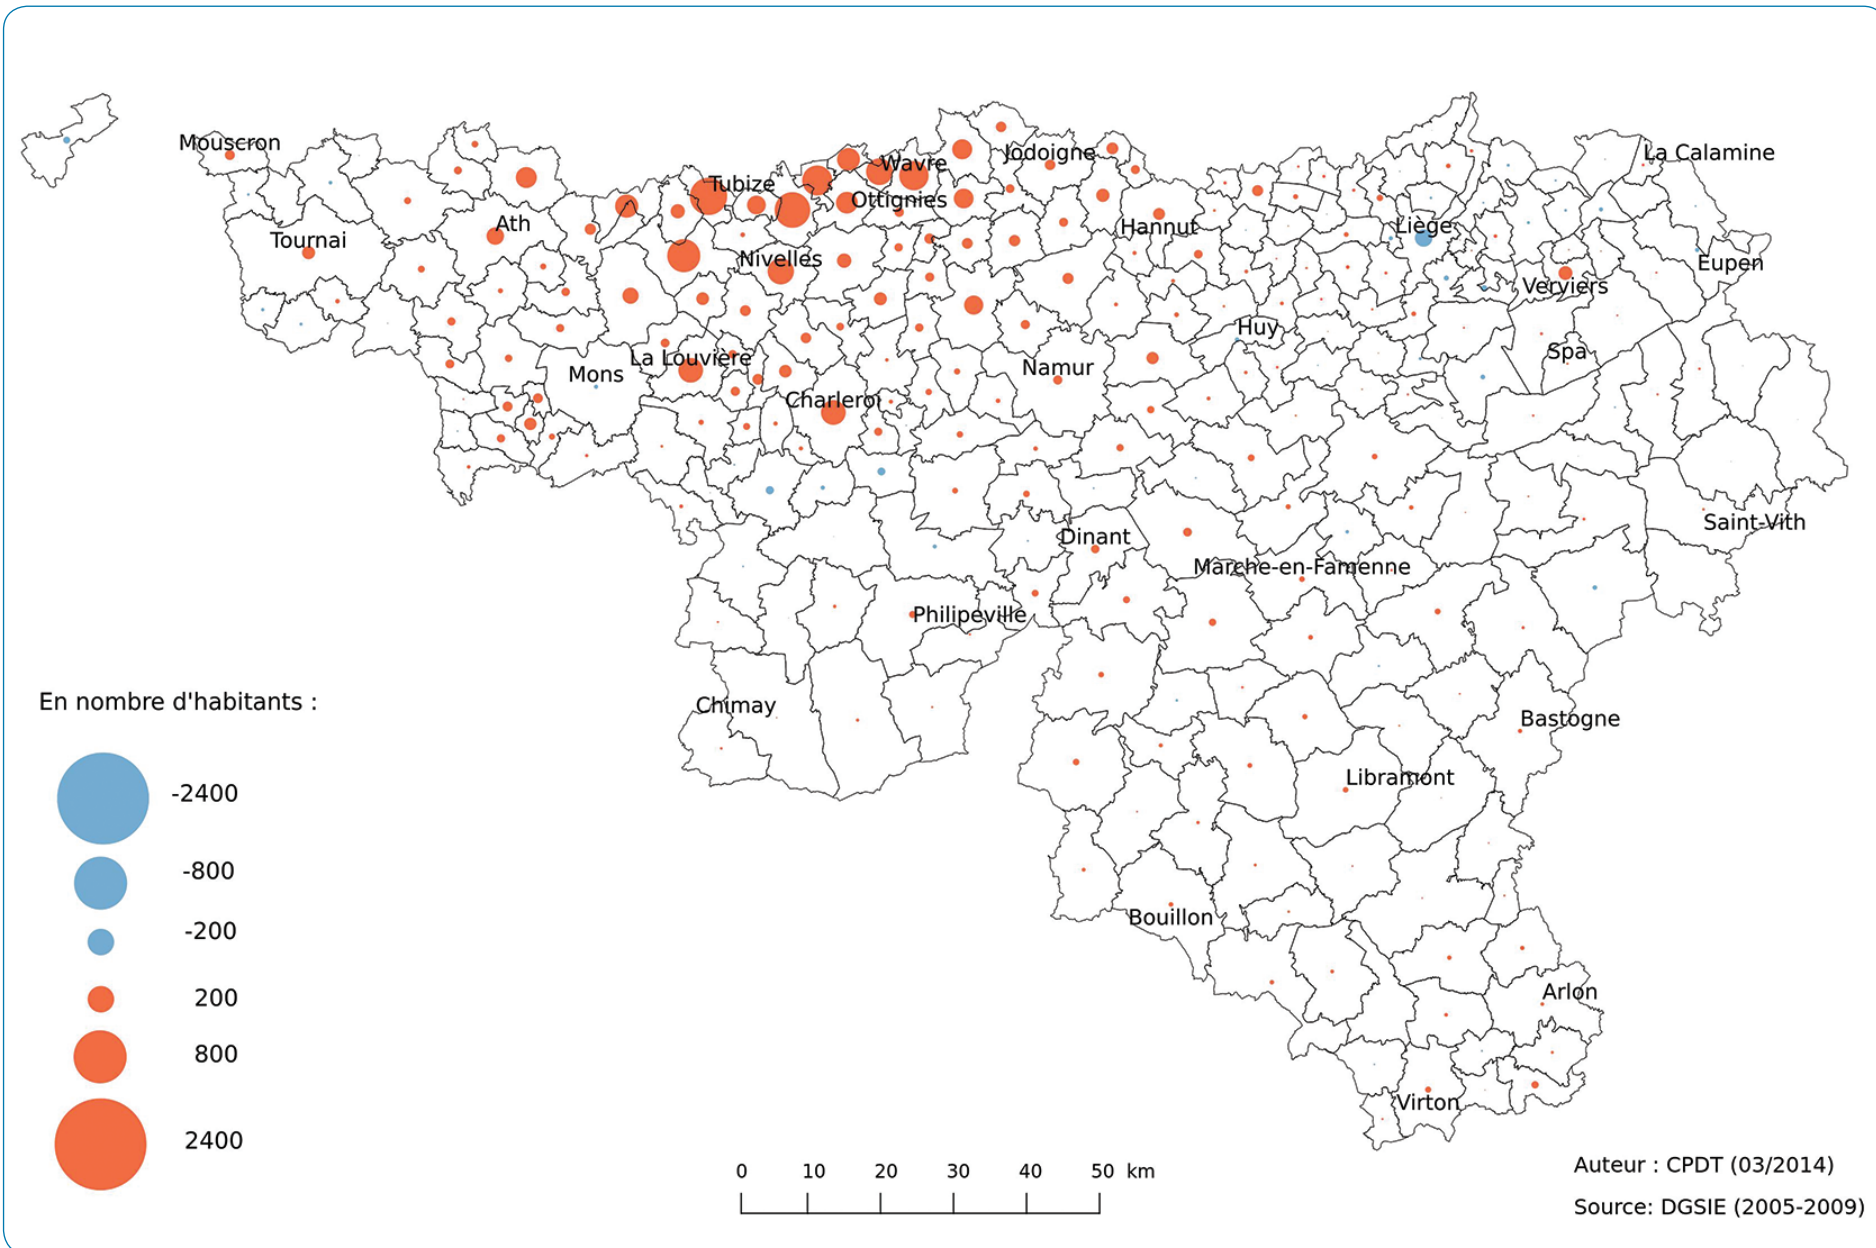 Mouscron
La Calamine
Jodoigne
Wavre
Tubize
Ottignies
Ath
Hannut
Liège
Tournai
Nivelles
Eupen
Verviers
Huy
La Louvière
Spa
Mons
Namur
Charleroi
Saint-Vith
Dinant
Marche-en-Famenne
Philipeville
Chimay
Bastogne
Libramont
Bouillon
Arlon
Virton
En nombre d'habitants :
-2400
-800
-200
200
800
2400
0 10 20 30 40 50 km
Auteur : CPDT (03/2014)
Source: DGSIE (2005-2009)